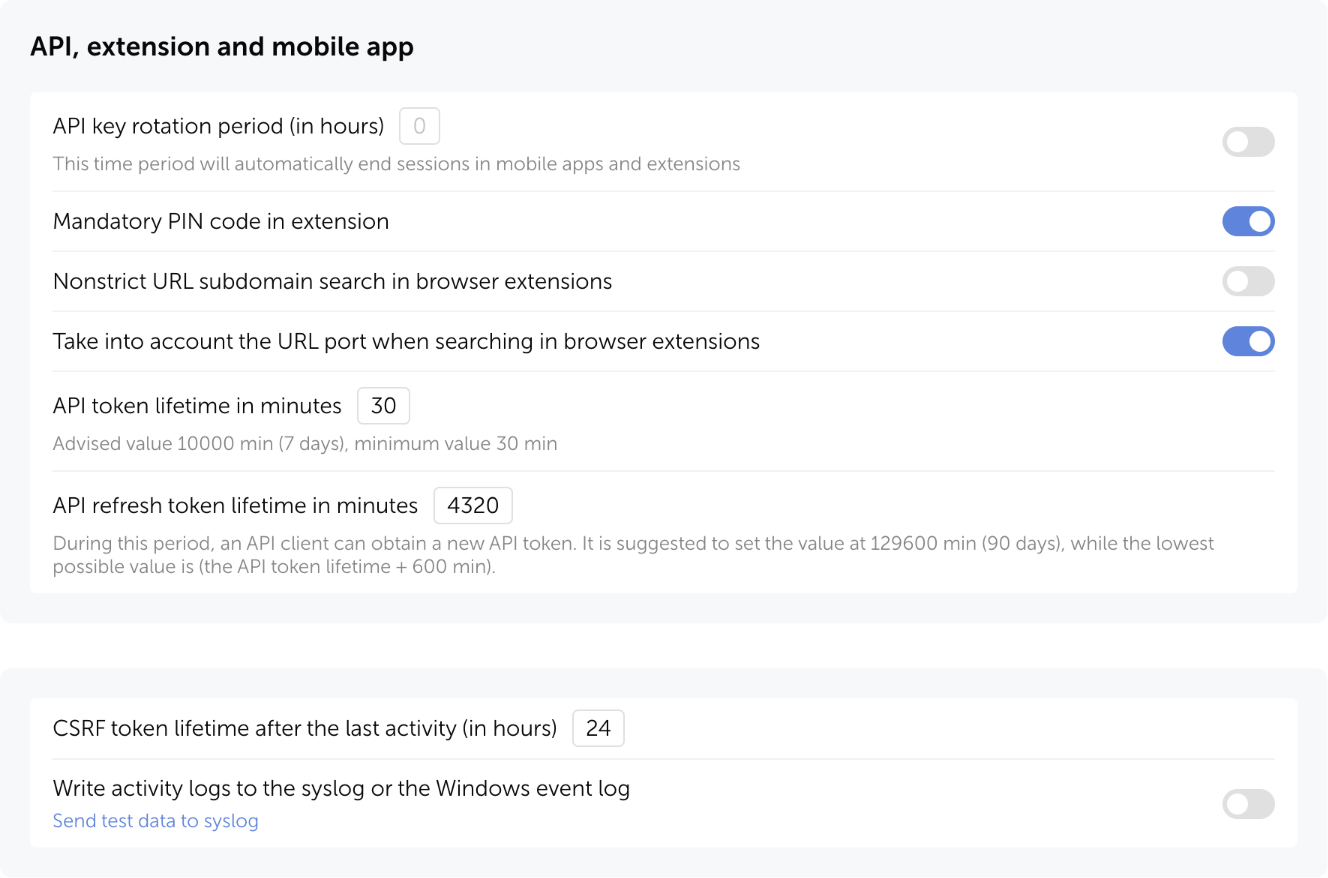 API, extension and mobile app
API key rotation period (in hours) 0
This time period will automatically end sessions in mobile apps and extensions
Mandatory PIN code in extension
Nonstrict URL subdomain search in browser extensions
Take into account the URL port when searching in browser extensions
API token lifetime in minutes 30
Advised value 10000 min (7 days), minimum value 30 min
API refresh token lifetime in minutes 4320
During this period, an API client can obtain a new API token. It is suggested to set the value at 129600 min (90 days), while the lowest
possible value is (the API token lifetime + 600 min).
CSRF token lifetime after the last activity (in hours) 24
Write activity logs to the syslog or the Windows event log
Send test data to syslog